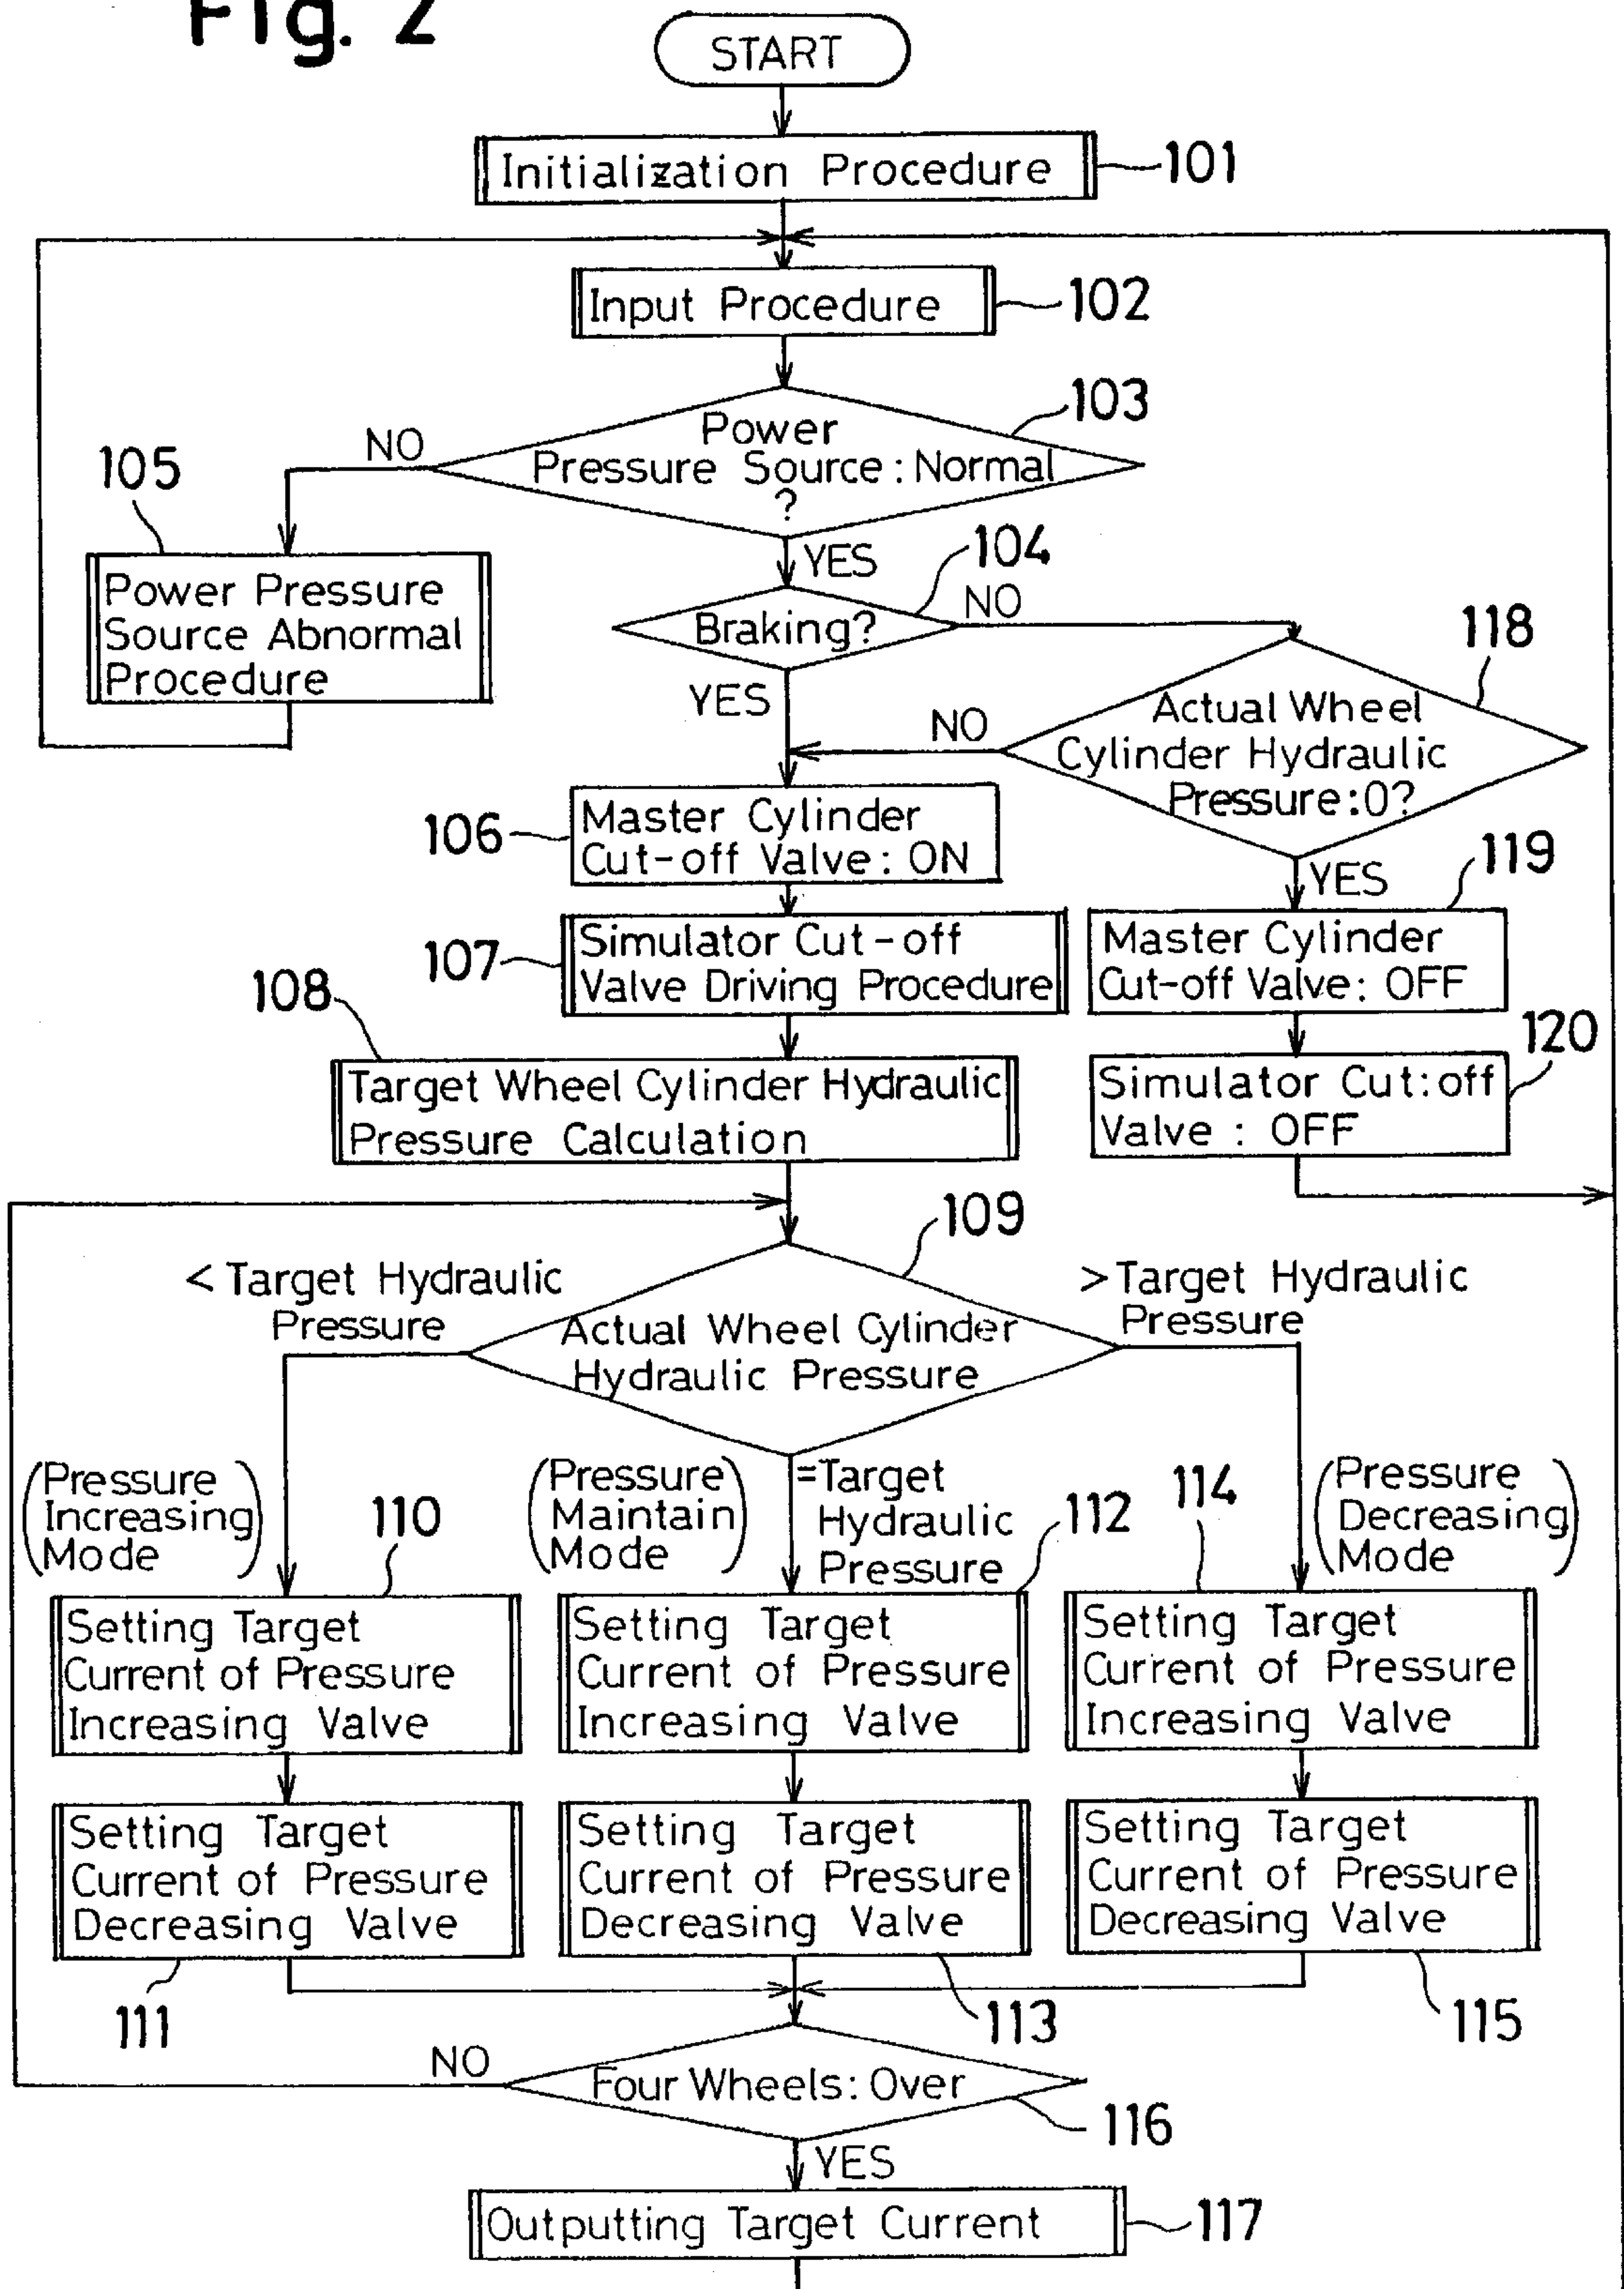 Fig. 2
START
Initialization Procedure
101
Input Procedure
102
103
Power
Pressure Source : Normal
?
NO
105
YES
104
Power Pressure
Source Abnormal
Procedure
Braking?
NO
118
YES
Actual Wheel
Cylinder Hydraulic
Pressure:0?
NO
106
Master Cylinder
Cut-off Valve : ON
YES
119
107
Simulator Cut-off
Valve Driving Procedure
Master Cylinder
Cut-off Valve: OFF
108
120
Target Wheel Cylinder Hydraulic
Pressure Calculation
Simulator Cut:off
Valve : OFF
109
< Target Hydraulic
Pressure
> Target Hydraulic
Pressure
Actual Wheel Cylinder
Hydraulic Pressure
(Pressure
Increasing
Mode)
110
(Pressure
Maintain
Mode)
=Target
Hydraulic
Pressure
112
114
(Pressure
Decreasing
Mode)
Setting Target
Current of Pressure
Increasing Valve
Setting Target
Current of Pressure
Increasing Valve
Setting Target
Current of Pressure
Increasing Valve
Setting Target
Current of Pressure
Decreasing Valve
Setting Target
Current of Pressure
Decreasing Valve
Setting Target
Current of Pressure
Decreasing Valve
111
113
115
NO
Four Wheels: Over
116
YES
Outputting Target Current
117